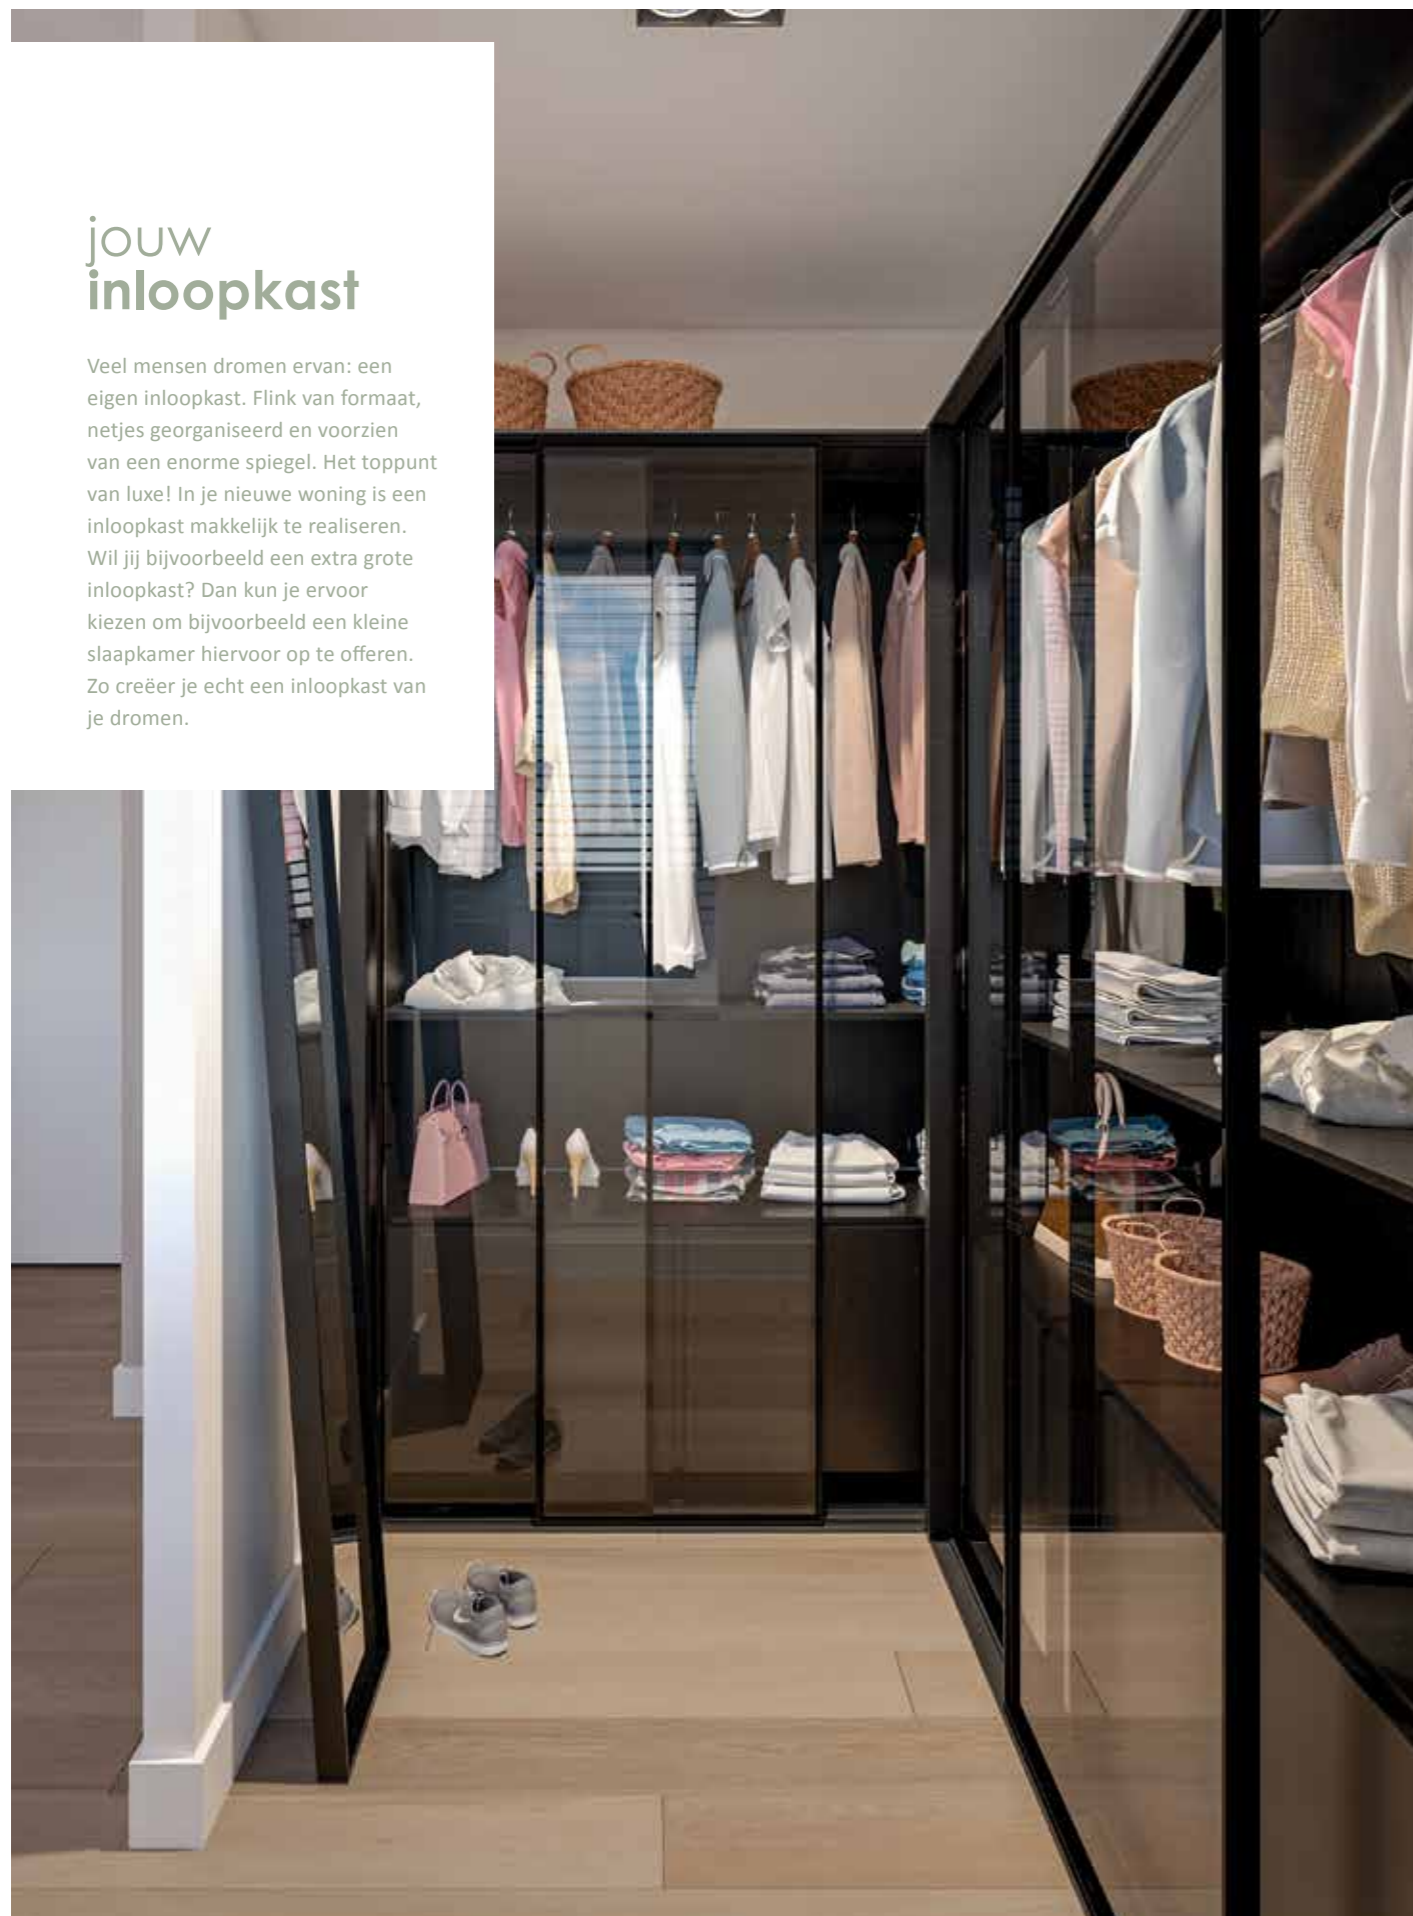 jouw
inloopkast
Veel mensen dromen ervan: een
eigen inloopkast. Flink van formaat,
netjes georganiseerd en voorzien
van een enorme spiegel. Het toppunt
van luxe! In je nieuwe woning is een
inloopkast makkelijk te realiseren.
Wil jij bijvoorbeeld een extra grote
inloopkast? Dan kun je ervoor
kiezen om bijvoorbeeld een kleine
slaapkamer hiervoor op te offeren.
Zo creëer je echt een inloopkast van
je dromen.